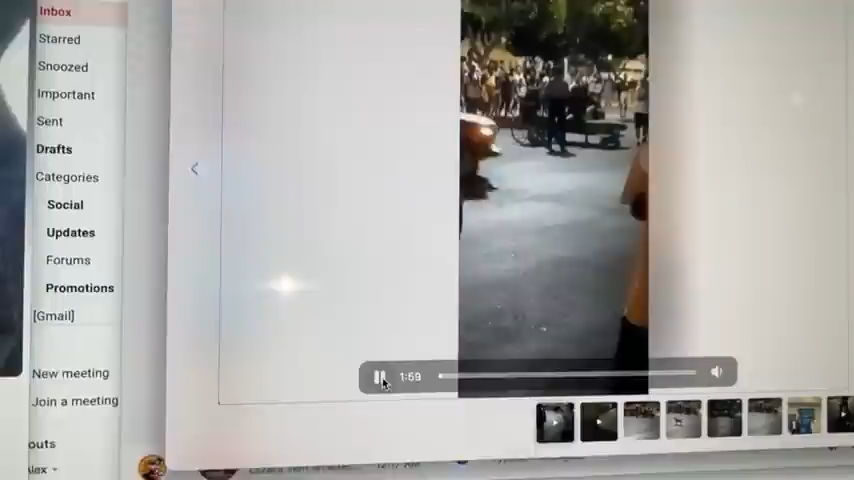 Inbox
Starred
Snoozed
Important
Sent
Drafts
Categories
Social
Updates
Forums
Promotions
[Gmail]
New meeting
Join a meeting
outs
lex
1:59